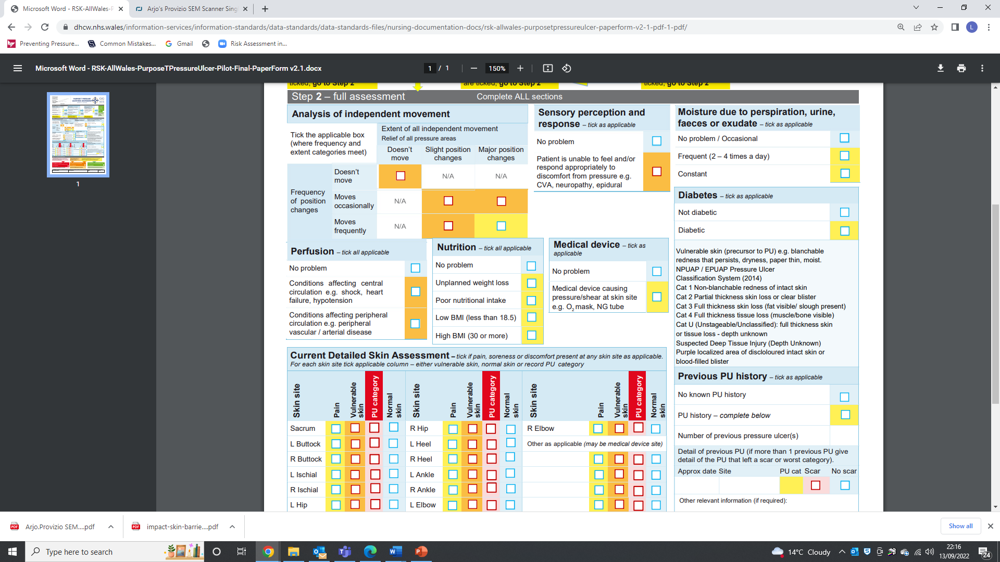 Microsoft Word - RSK-AllWales-P
Arjo's Provizio SEM Scanner Sing
dhcw.nhs.wales/information-services/information-standards/data-standards/data-standards-files/nursing-documentation-docs/rsk-allwales-purposetpressureulcer-paperform-v2-1-pdf-1-pdf/
L
Preventing Pressure...
Common Mistakes...
Gmail
Risk Assessment in...
Microsoft Word - RSK-AllWales-PurposeTPressureUlcer-Pilot-Final-PaperForm v2.1.docx
1 / 1
150%
1
ticked, go to Step 2
are ticked, go to Step 2
ticked, go to Step 2
Step 2 – full assessment
Complete ALL sections
Analysis of independent movement
Tick the applicable box
(where frequency and
extent categories meet)
Extent of all independent movement
Relief of all pressure areas
Doesn't
move
Slight position
changes
Major position
changes
Frequency
of position
changes
Doesn't
move
N/A
N/A
Moves
occasionally
N/A
Moves
frequently
N/A
Sensory perception and
response – tick as applicable
No problem
Patient is unable to feel and/or
respond appropriately to
discomfort from pressure e.g.
CVA, neuropathy, epidural
Moisture due to perspiration, urine,
faeces or exudate – tick as applicable
No problem / Occasional
Frequent (2 – 4 times a day)
Constant
Diabetes – tick as applicable
Not diabetic
Diabetic
Perfusion – tick all applicable
No problem
Conditions affecting central
circulation e.g. shock, heart
failure, hypotension
Conditions affecting peripheral
circulation e.g. peripheral
vascular / arterial disease
Nutrition – tick all applicable
No problem
Unplanned weight loss
Poor nutritional intake
Low BMI (less than 18.5)
High BMI (30 or more)
Medical device – tick as
applicable
No problem
Medical device causing
pressure/shear at skin site
e.g. O2 mask, NG tube
Vulnerable skin (precursor to PU) e.g. blanchable
redness that persists, dryness, paper thin, moist.
NPUAP / EPUAP Pressure Ulcer
Classification System (2014)
Cat 1 Non-blanchable redness of intact skin
Cat 2 Partial thickness skin loss or clear blister
Cat 3 Full thickness skin loss (fat visible/ slough present)
Cat 4 Full thickness tissue loss (muscle/bone visible)
Cat U (Unstageable/Unclassified): full thickness skin
or tissue loss - depth unknown
Suspected Deep Tissue Injury (Depth Unknown)
Purple localized area of discloloured intact skin or
blood-filled blister
Current Detailed Skin Assessment – tick if pain, soreness or discomfort present at any skin site as applicable.
For each skin site tick applicable column – either vulnerable skin, normal skin or record PU category
Skin site
Pain
Vulnerable
skin
PU category
Normal
skin
Skin site
Pain
Vulnerable
skin
PU category
Normal
skin
Skin site
Pain
Vulnerable
skin
PU category
Normal
skin
Sacrum
R Hip
R Elbow
L Buttock
L Heel
Other as applicable (may be medical device site)
R Buttock
R Heel
L Ischial
L Ankle
R Ischial
R Ankle
L Hip
L Elbow
Previous PU history – tick as applicable
No known PU history
PU history – complete below
Number of previous pressure ulcer(s)
Detail of previous PU (if more than 1 previous PU give
detail of the PU that left a scar or worst category).
Approx date Site
PU cat
Scar
No scar
Other relevant information (if required):
Arjo.Provizio SEM....pdf
impact-skin-barrie....pdf
Show all
Type here to search
14°C Cloudy
22:16
13/09/2022
24